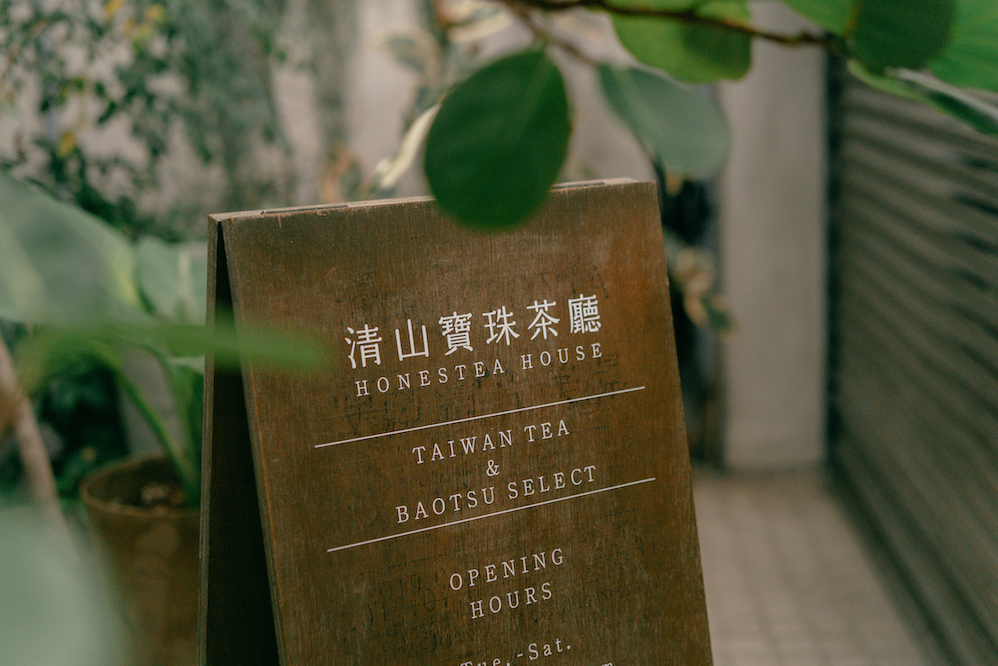 清山寶珠茶廳
HONESTEA HOUSE
TAIWAN TEA
&
BAOTSU SELECT
OPENING
HOURS
Tue.-Sat.